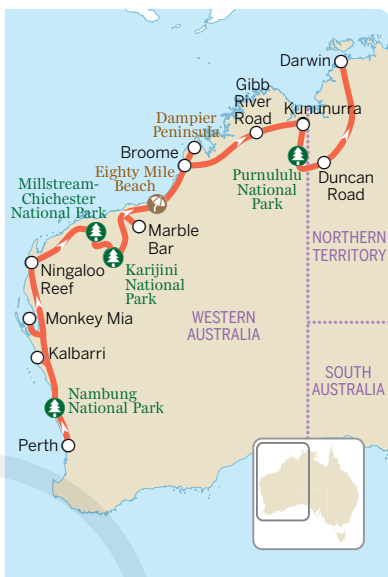 Darwin
Gibb
River
Road
Kununurra
Dampier
Peninsula
Broome
Eighty Mile
Beach
Purnululu
National
Park
Duncan
Road
Millstream-
Chichester
National Park
Marble
Bar
NORTHERN
TERRITORY
Ningaloo
Reef
Karijini
National
Park
Monkey Mia
WESTERN
AUSTRALIA
Kalbarri
SOUTH
AUSTRALIA
Nambung
National Park
Perth